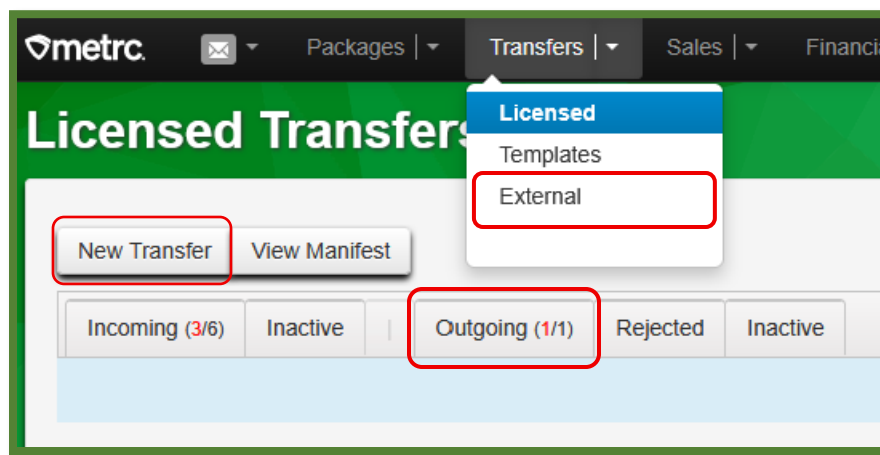 metrc. Packages Transfers Sales
Licensed Transfers
Licensed
Templates
External
New Transfer View Manifest
Incoming (3/6) Inactive Outgoing (1/1) Rejected Inactive